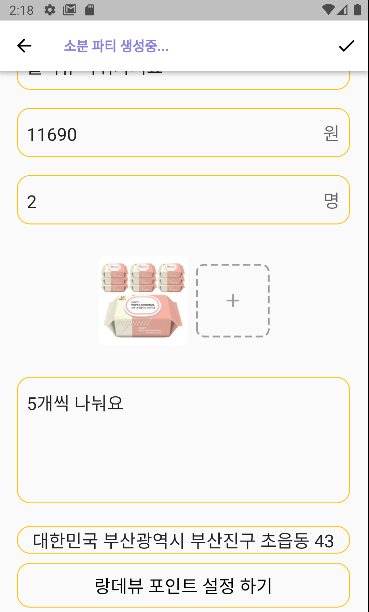 2:18
소분 파티 생성중...
11690 원
2 명
5개씩 나눠요
대한민국 부산광역시 부산진구 초읍동 43
랑데뷰 포인트 설정 하기